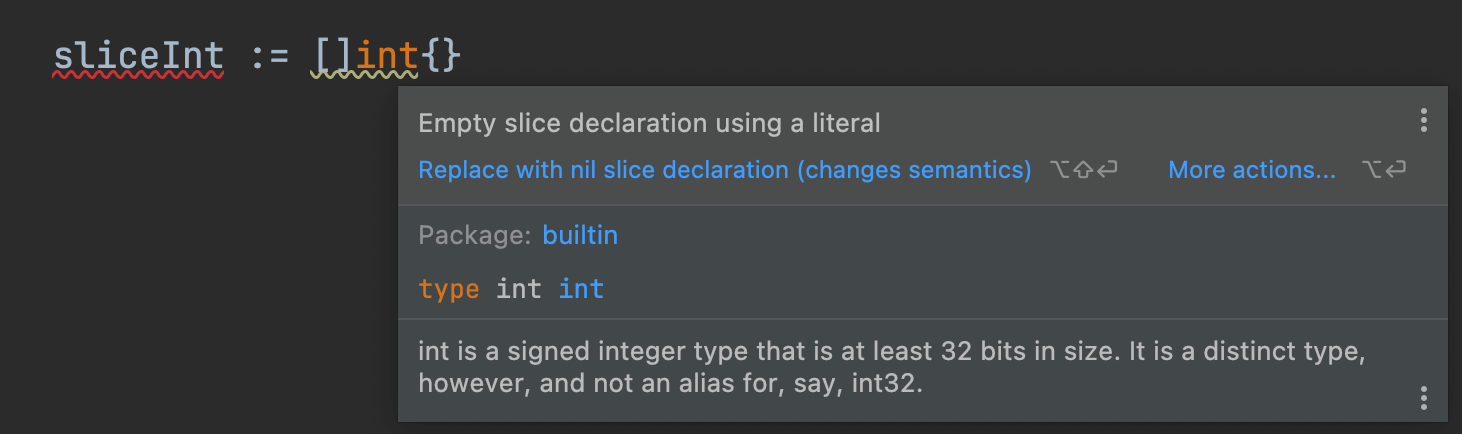 sliceInt := []int{}
Empty slice declaration using a literal
Replace with nil slice declaration (changes semantics) ⌥⇧⏎ More actions... ⌥⏎
Package: builtin
type int int
int is a signed integer type that is at least 32 bits in size. It is a distinct type,
however, and not an alias for, say, int32.